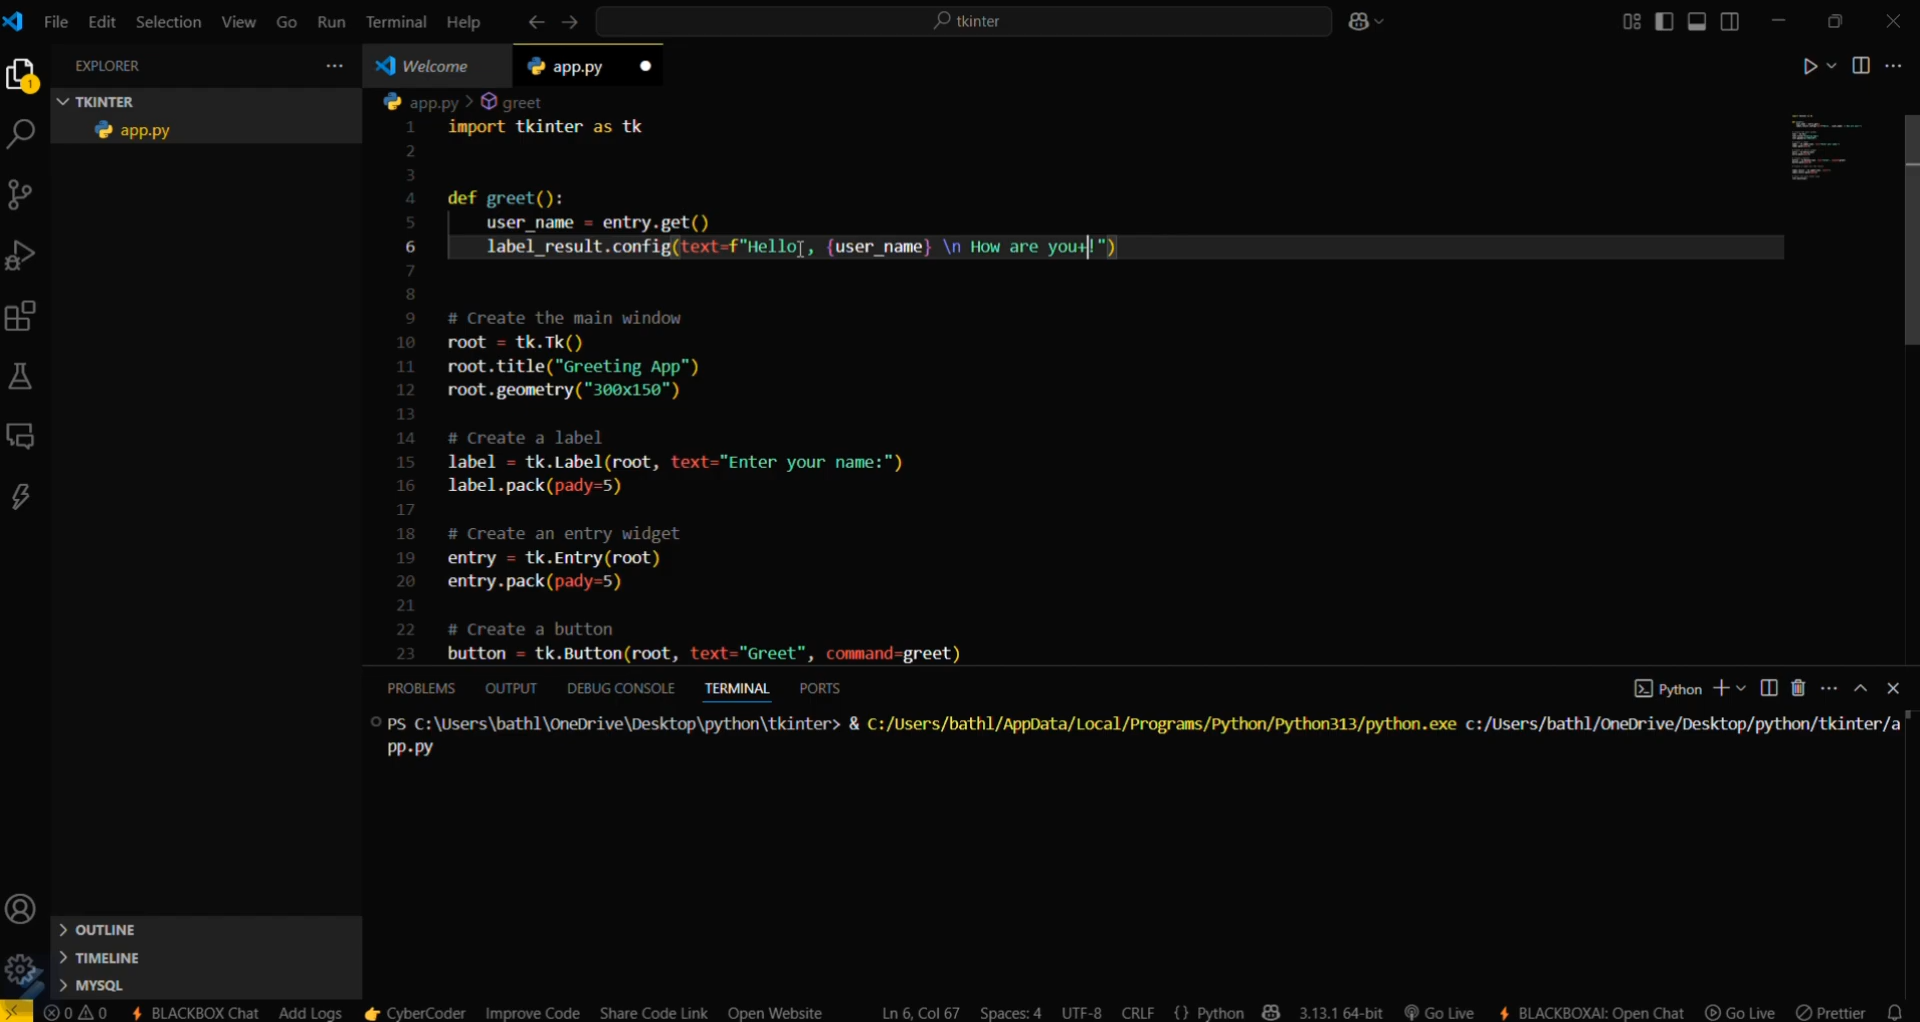 File Edit Selection View Go Run Terminal Help tkinter
EXPLORER
Welcome app.py
1
TKINTER
app.py
app.py > greet
1 import tkinter as tk
2
3
4 def greet():
5 user_name = entry.get()
6 label_result.config(text=f"Hello, {user_name} \n How are you+!")
7
8
9 # Create the main window
10 root = tk.Tk()
11 root.title("Greeting App")
12 root.geometry("300x150")
13
14 # Create a label
15 label = tk.Label(root, text="Enter your name:")
16 label.pack(pady=5)
17
18 # Create an entry widget
19 entry = tk.Entry(root)
20 entry.pack(pady=5)
21
22 # Create a button
23 button = tk.Button(root, text="Greet", command=greet)
PROBLEMS OUTPUT DEBUG CONSOLE TERMINAL PORTS Python
PS C:\Users\bathl\OneDrive\Desktop\python\tkinter> & C:/Users/bathl/AppData/Local/Programs/Python/Python313/python.exe c:/Users/bathl/OneDrive/Desktop/python/tkinter/a
pp.py
OUTLINE
TIMELINE
MYSQL
0 0 BLACKBOX Chat Add Logs CyberCoder Improve Code Share Code Link Open Website Ln 6, Col 67 Spaces: 4 UTF-8 CRLF {} Python 3.13.1 64-bit Go Live BLACKBOXAI: Open Chat Go Live Prettier